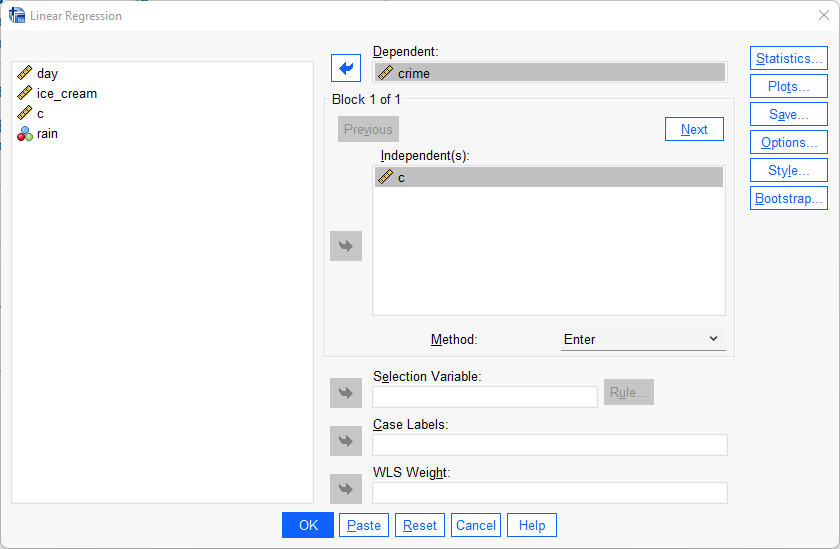 Linear Regression
day
ice_cream
c
rain
Dependent:
crime
Block 1 of 1
Previous
Next
Independent(s):
c
Method:
Enter
Selection Variable:
Rule...
Case Labels:
WLS Weight:
Statistics...
Plots...
Save...
Options...
Style...
Bootstrap...
OK
Paste
Reset
Cancel
Help